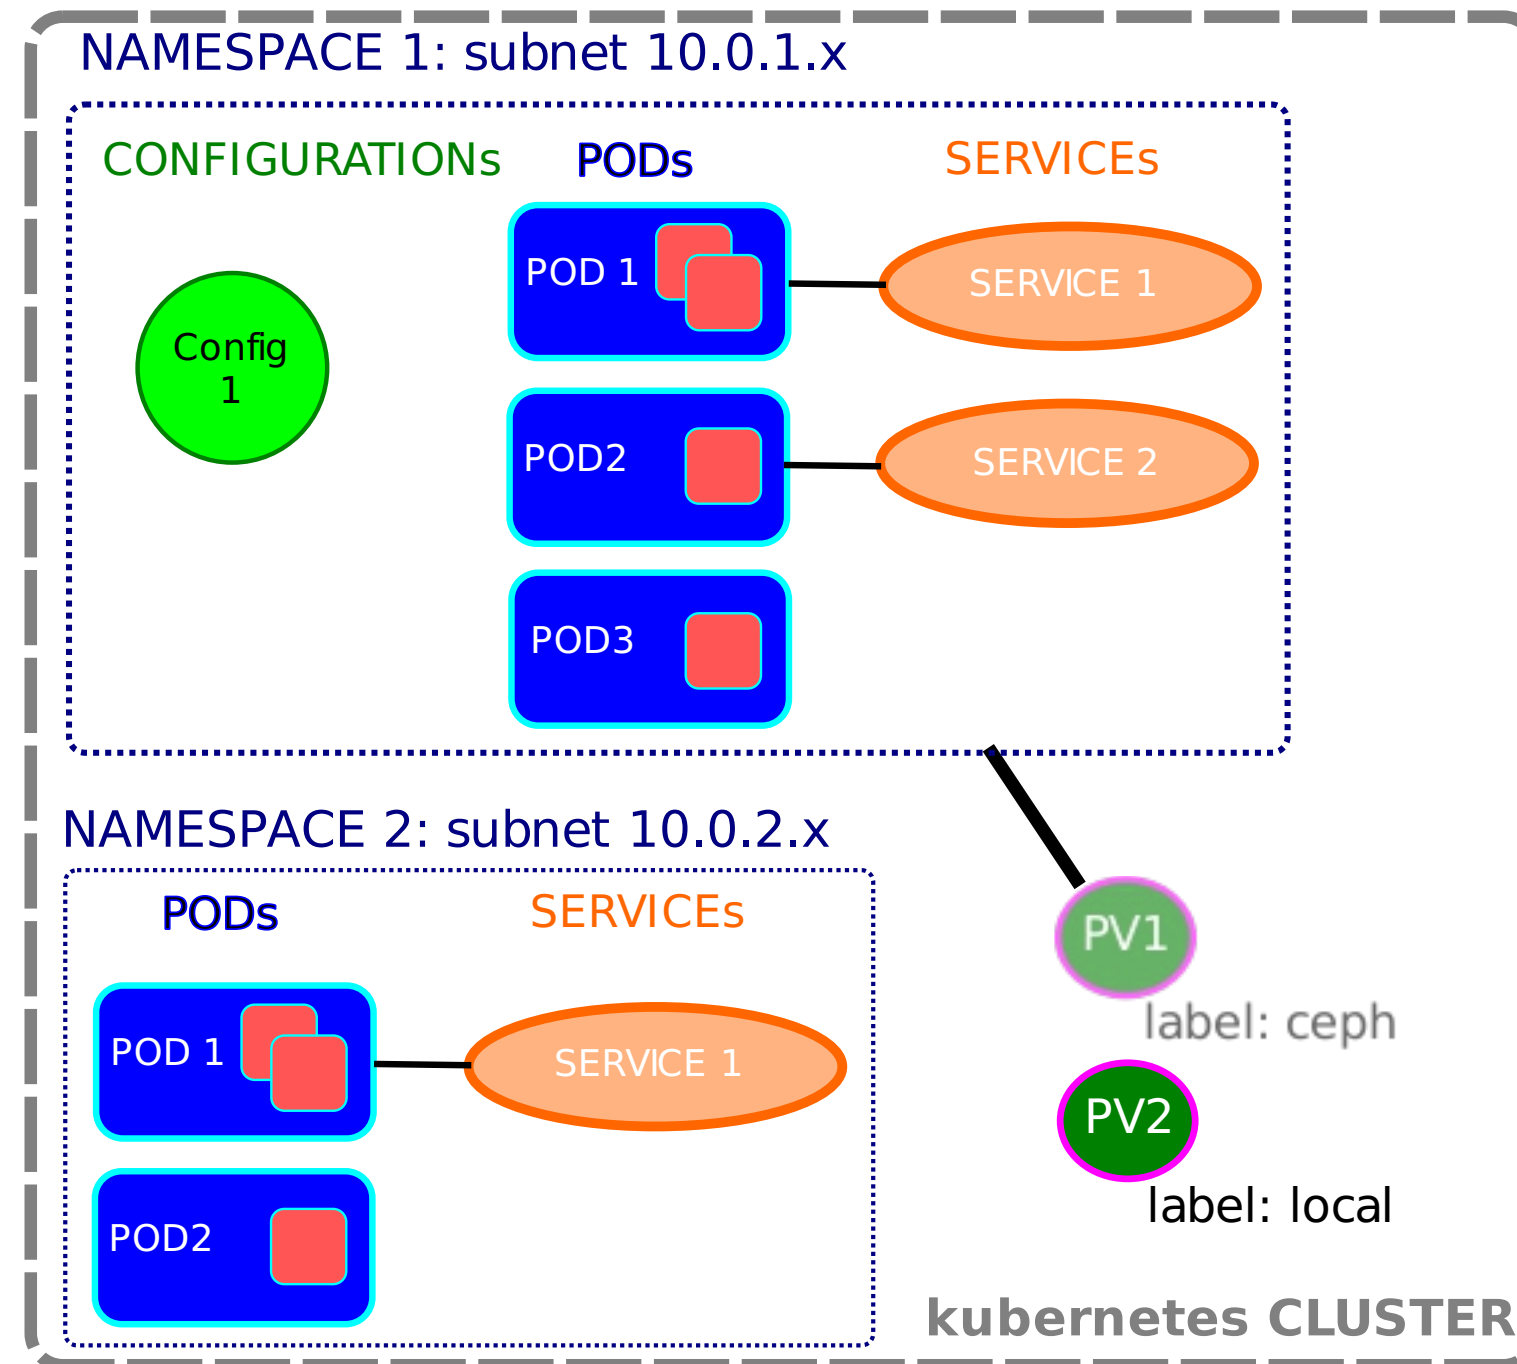 NAMESPACE 1: subnet 10.0.1.x
CONFIGURATIONs PODs SERVICEs
POD 1
SERVICE 1
Config
1
POD2
SERVICE 2
POD3
NAMESPACE 2: subnet 10.0.2.x
PODs SERVICEs
POD 1
SERVICE 1
POD2
PV1
label: ceph
PV2
label: local
kubernetes CLUSTER